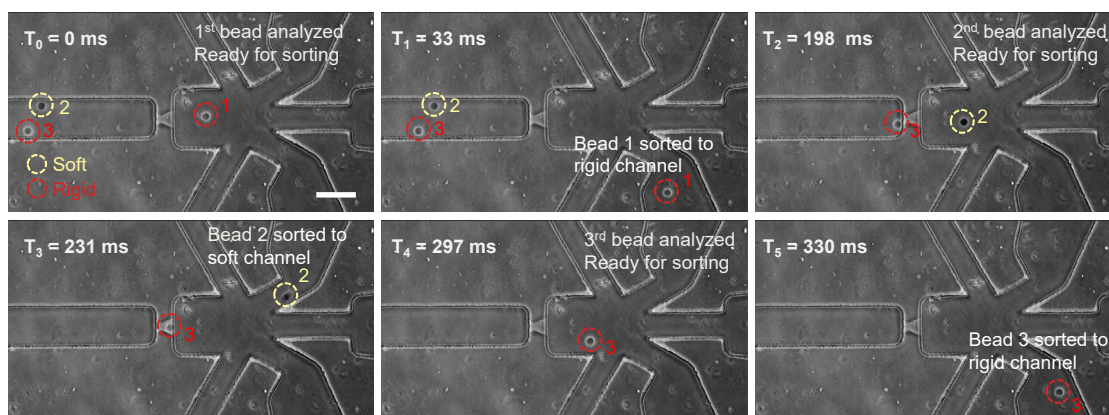 T₀ = 0 ms
1ˢᵗ bead analyzed
Ready for sorting
1
2
3
Soft
Rigid
T₁ = 33 ms
2
3
Bead 1 sorted to
rigid channel
1
T₂ = 198 ms
2ⁿᵈ bead analyzed
Ready for sorting
3
2
T₃ = 231 ms
Bead 2 sorted to
soft channel
2
3
T₄ = 297 ms
3ʳᵈ bead analyzed
Ready for sorting
3
T₅ = 330 ms
Bead 3 sorted to
rigid channel
3